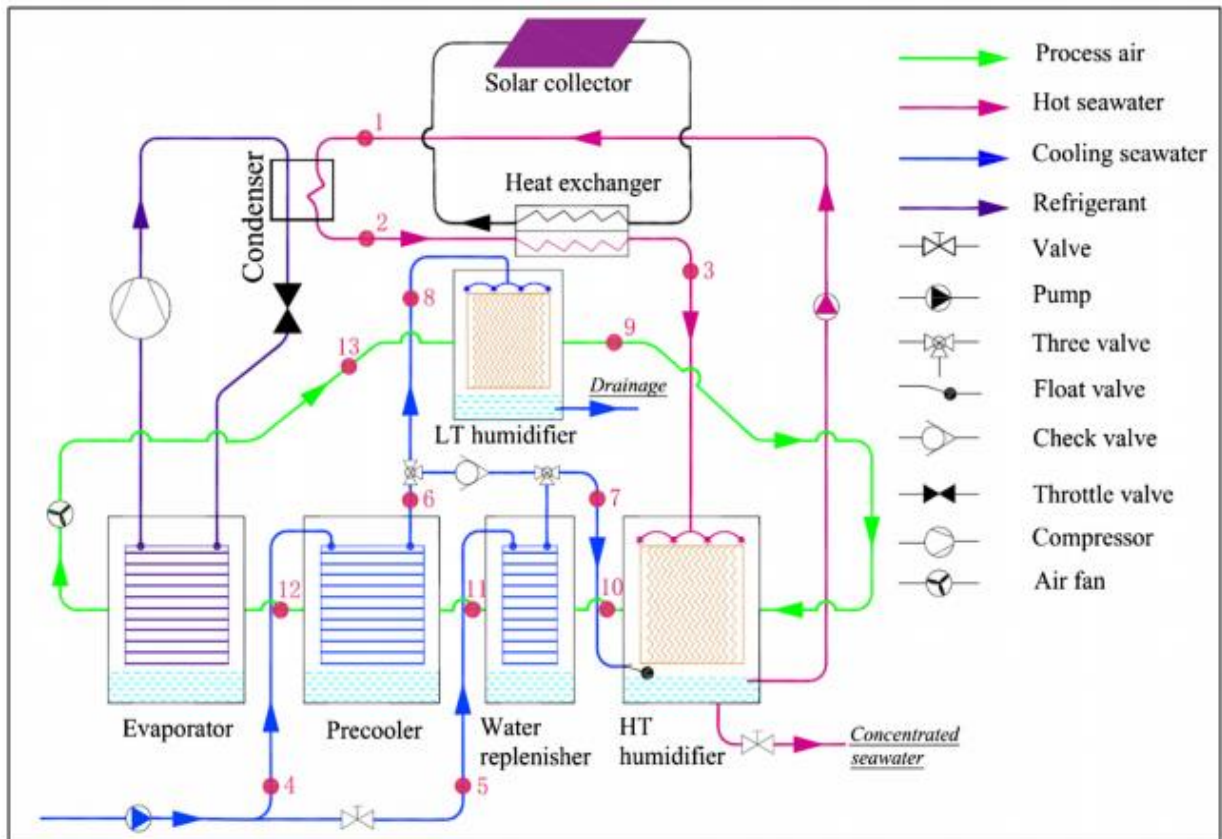 Solar collector
Process air
Hot seawater
Cooling seawater
Refrigerant
Valve
Pump
Three valve
Float valve
Check valve
Throttle valve
Compressor
Air fan
1
Condenser
Heat exchanger
2
3
8
9
13
Drainage
LT humidifier
6
7
12
11
10
Evaporator
Precooler
Water
replenisher
HT
humidifier
Concentrated
seawater
4
5